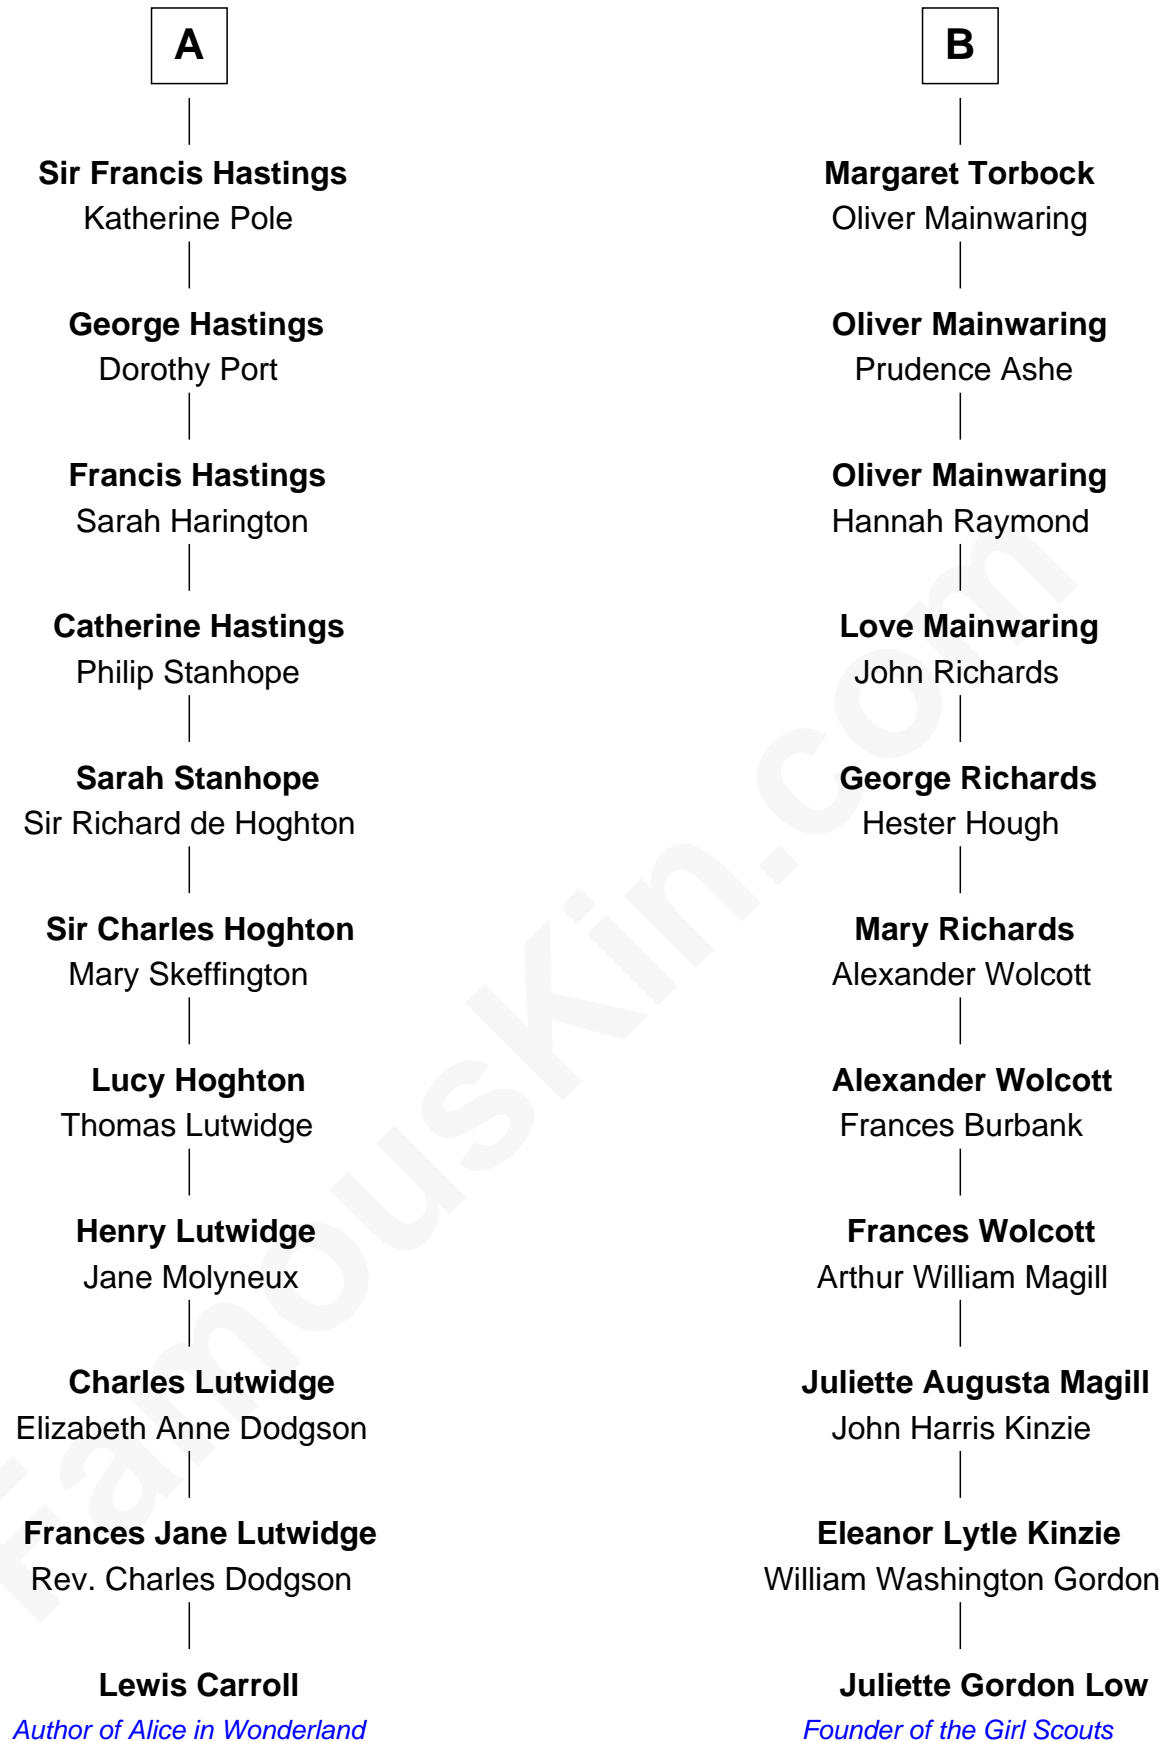 A
Sir Francis Hastings
Katherine Pole
George Hastings
Dorothy Port
Francis Hastings
Sarah Harington
Catherine Hastings
Philip Stanhope
Sarah Stanhope
Sir Richard de Hoghton
Sir Charles Hoghton
Mary Skeffington
Lucy Hoghton
Thomas Lutwidge
Henry Lutwidge
Jane Molyneux
Charles Lutwidge
Elizabeth Anne Dodgson
Frances Jane Lutwidge
Rev. Charles Dodgson
Lewis Carroll
Author of Alice in Wonderland
B
Margaret Torbock
Oliver Mainwaring
Oliver Mainwaring
Prudence Ashe
Oliver Mainwaring
Hannah Raymond
Love Mainwaring
John Richards
George Richards
Hester Hough
Mary Richards
Alexander Wolcott
Alexander Wolcott
Frances Burbank
Frances Wolcott
Arthur William Magill
Juliette Augusta Magill
John Harris Kinzie
Eleanor Lytle Kinzie
William Washington Gordon
Juliette Gordon Low
Founder of the Girl Scouts
FamousKin.com